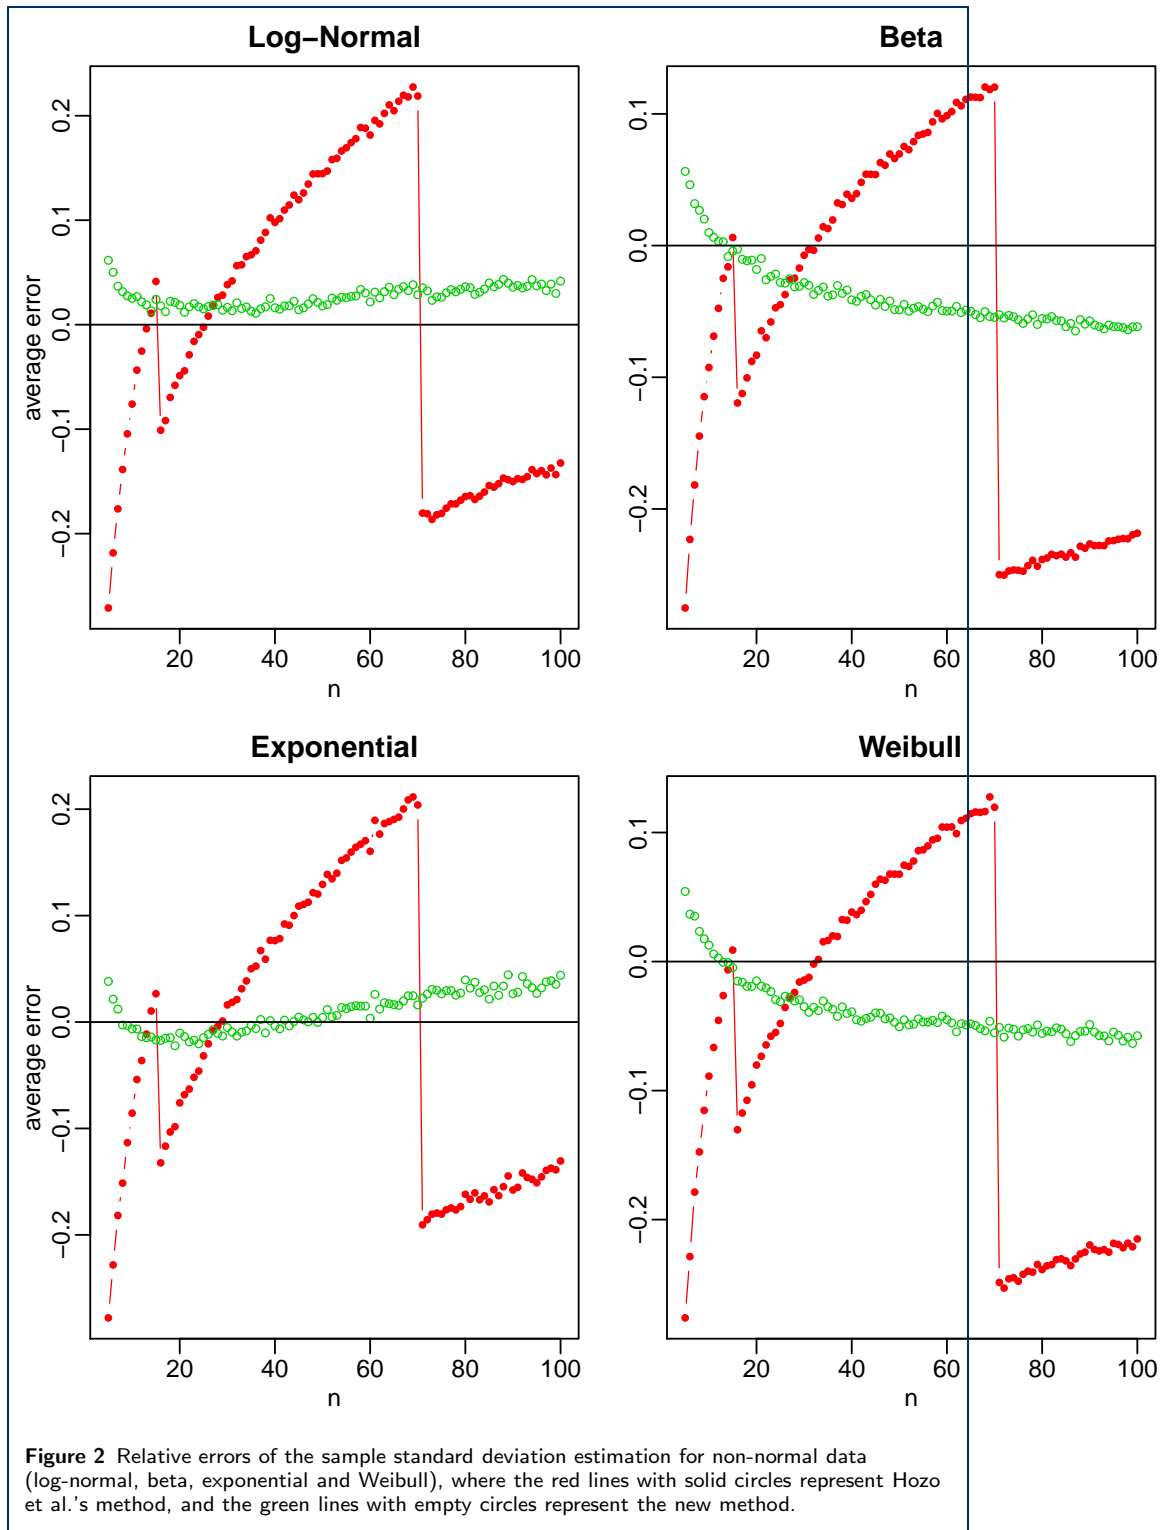 Log–Normal
Beta
average error
0.2
0.1
0.0
−0.1
−0.2
20 40 60 80 100
n
0.1
0.0
−0.1
−0.2
20 40 60 80 100
n
Exponential
Weibull
average error
0.2
0.1
0.0
−0.1
−0.2
20 40 60 80 100
n
0.1
0.0
−0.1
−0.2
20 40 60 80 100
n
Figure 2 Relative errors of the sample standard deviation estimation for non-normal data
(log-normal, beta, exponential and Weibull), where the red lines with solid circles represent Hozo
et al.'s method, and the green lines with empty circles represent the new method.